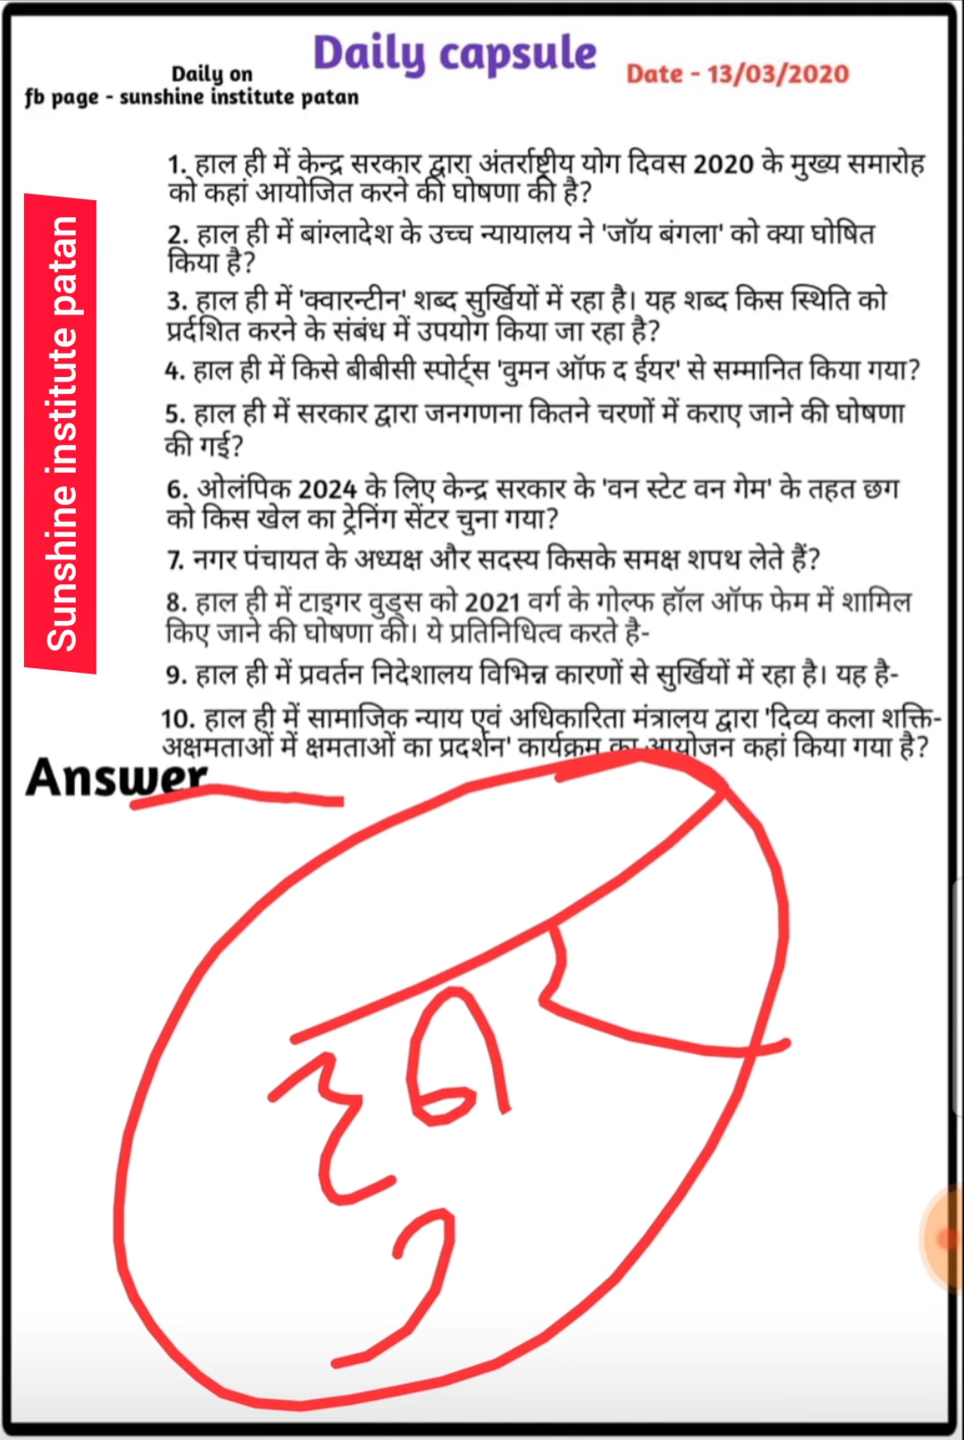 Daily capsule
Daily on
fb page - sunshine institute patan
Date - 13/03/2020
Sunshine institute patan
1. हाल ही में केन्द्र सरकार द्वारा अंतर्राष्ट्रीय योग दिवस 2020 के मुख्य समारोह
को कहां आयोजित करने की घोषणा की है?
2. हाल ही में बांग्लादेश के उच्च न्यायालय ने 'जॉय बंगला' को क्या घोषित
किया है?
3. हाल ही में 'क्वारन्टीन' शब्द सुर्खियों में रहा है। यह शब्द किस स्थिति को
प्रर्दशित करने के संबंध में उपयोग किया जा रहा है?
4. हाल ही में किसे बीबीसी स्पोर्ट्स 'वुमन ऑफ द ईयर' से सम्मानित किया गया?
5. हाल ही में सरकार द्वारा जनगणना कितने चरणों में कराए जाने की घोषणा
की गई?
6. ओलंपिक 2024 के लिए केन्द्र सरकार के 'वन स्टेट वन गेम' के तहत छग
को किस खेल का ट्रेनिंग सेंटर चुना गया?
7. नगर पंचायत के अध्यक्ष और सदस्य किसके समक्ष शपथ लेते हैं?
8. हाल ही में टाइगर वुड्स को 2021 वर्ग के गोल्फ हॉल ऑफ फेम में शामिल
किए जाने की घोषणा की। ये प्रतिनिधित्व करते है-
9. हाल ही में प्रवर्तन निदेशालय विभिन्न कारणों से सुर्खियों में रहा है। यह है-
10. हाल ही में सामाजिक न्याय एवं अधिकारिता मंत्रालय द्वारा 'दिव्य कला शक्ति-
अक्षमताओं में क्षमताओं का प्रदर्शन' कार्यक्रम का आयोजन कहां किया गया है?
Answer